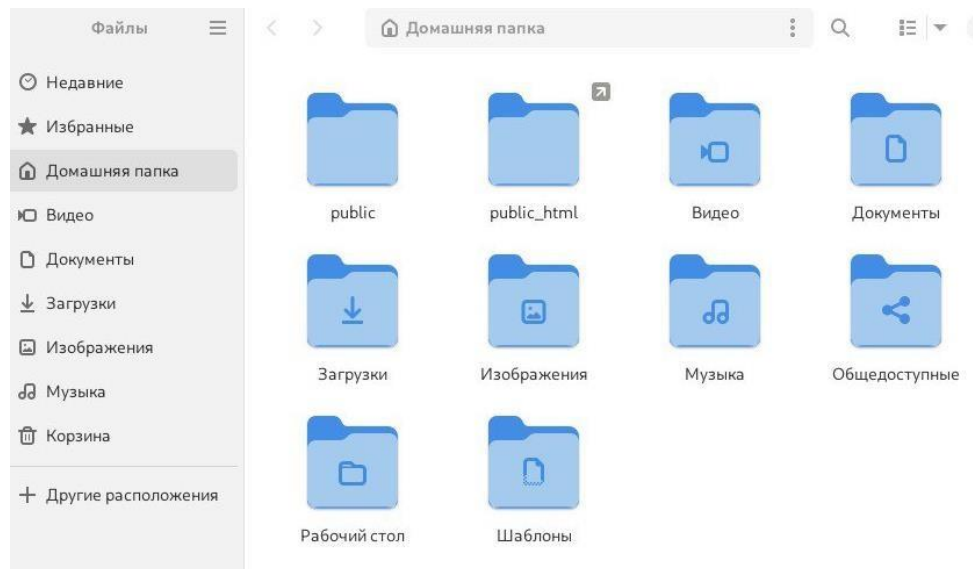 Файлы
Домашняя папка
Недавние
Избранные
Домашняя папка
Видео
Документы
Загрузки
Изображения
Музыка
Корзина
Другие расположения
public
public_html
Видео
Документы
Загрузки
Изображения
Музыка
Общедоступные
Рабочий стол
Шаблоны